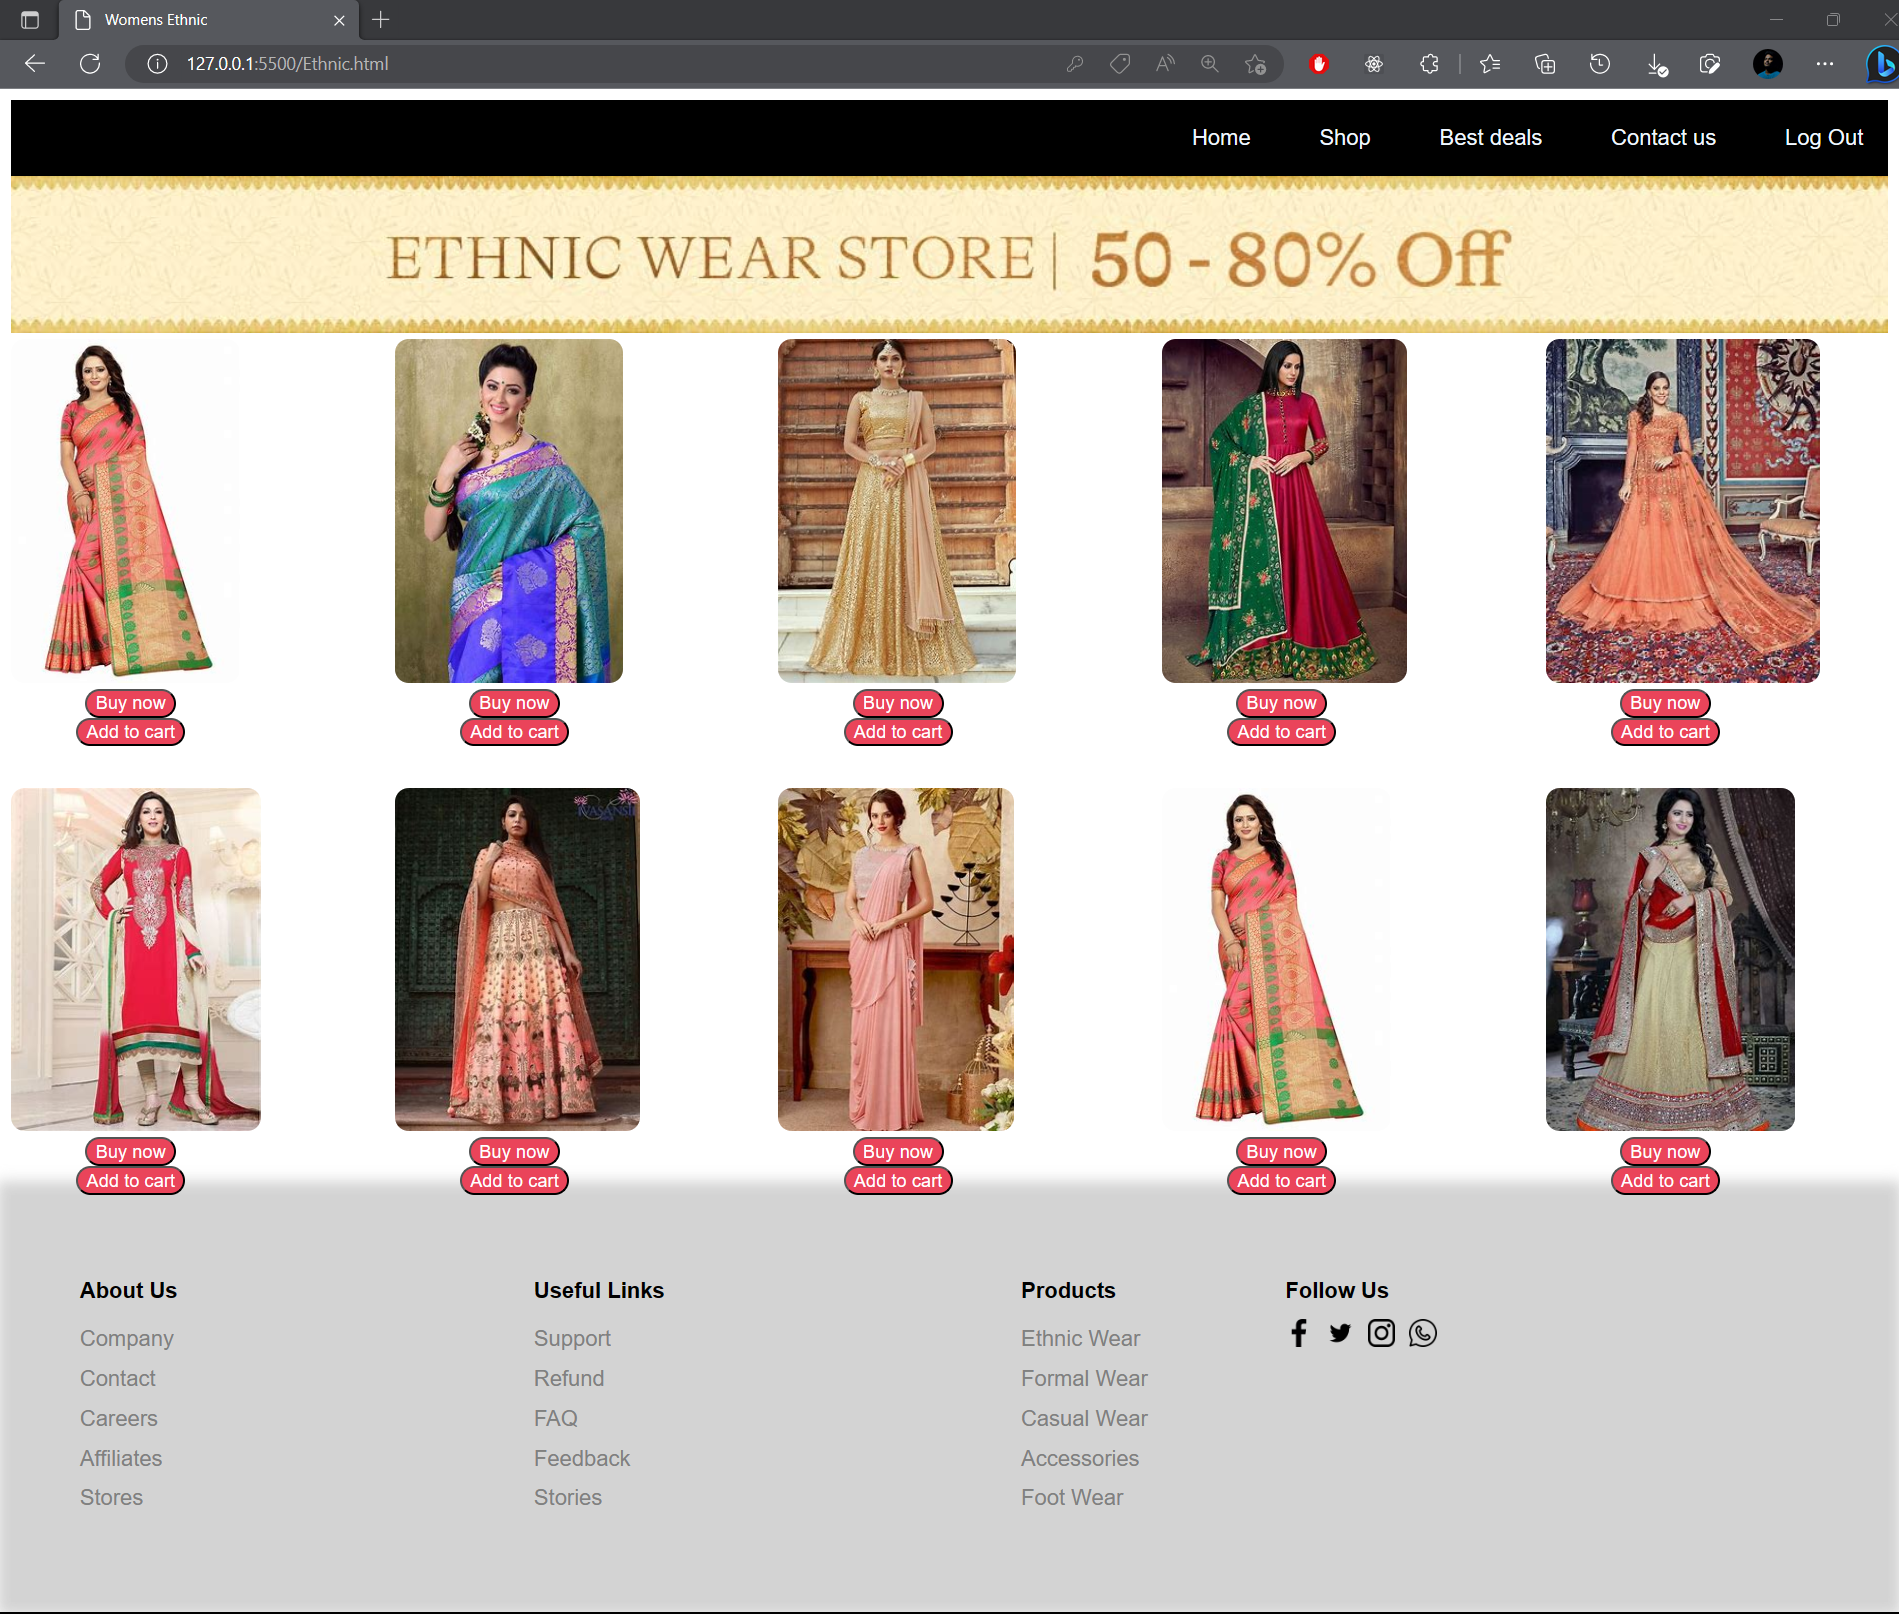 Womens Ethnic
127.0.0.1:5500/Ethnic.html
Home Shop Best deals Contact us Log Out
ETHNIC WEAR STORE | 50 - 80% Off
Buy now Buy now Buy now Buy now Buy now
Add to cart Add to cart Add to cart Add to cart Add to cart
Buy now Buy now Buy now Buy now Buy now
Add to cart Add to cart Add to cart Add to cart Add to cart
About Us
Company
Contact
Careers
Affiliates
Stores
Useful Links
Support
Refund
FAQ
Feedback
Stories
Products
Ethnic Wear
Formal Wear
Casual Wear
Accessories
Foot Wear
Follow Us